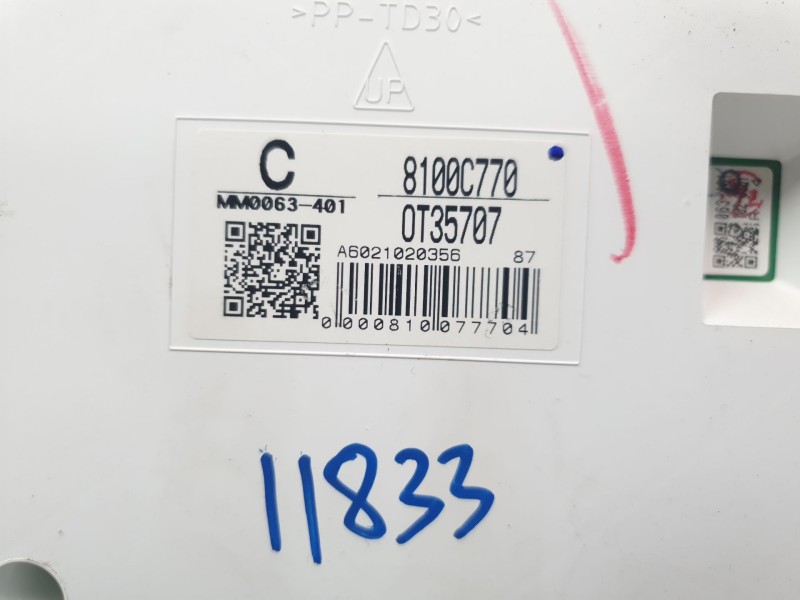 >PP-TD30<
UP
C
8100C770
MM0063-401
0T35707
A6021020356 87
0000810077704
11833